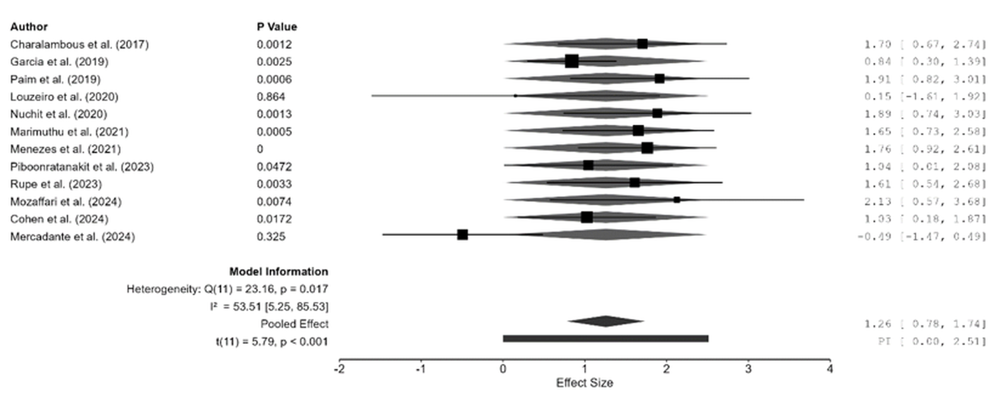 Author P Value
Charalambous et al. (2017) 0.0012 1.70 [ 0.67, 2.74]
Garcia et al. (2019) 0.0025 0.84 [ 0.30, 1.39]
Paim et al. (2019) 0.0006 1.91 [ 0.82, 3.01]
Louzeiro et al. (2020) 0.864 0.15 [-1.61, 1.92]
Nuchit et al. (2020) 0.0013 1.89 [ 0.74, 3.03]
Marimuthu et al. (2021) 0.0005 1.65 [ 0.73, 2.58]
Menezes et al. (2021) 0 1.76 [ 0.92, 2.61]
Piboonratanakit et al. (2023) 0.0472 1.04 [ 0.01, 2.08]
Rupe et al. (2023) 0.0033 1.61 [ 0.54, 2.68]
Mozaffari et al. (2024) 0.0074 2.13 [ 0.57, 3.68]
Cohen et al. (2024) 0.0172 1.03 [ 0.18, 1.87]
Mercadante et al. (2024) 0.325 -0.49 [-1.47, 0.49]
Model Information
Heterogeneity: Q(11) = 23.16, p = 0.017
I² = 53.51 [5.25, 85.53]
Pooled Effect 1.26 [ 0.78, 1.74]
t(11) = 5.79, p < 0.001 PI [ 0.00, 2.51]
-2 -1 0 1 2 3 4
Effect Size